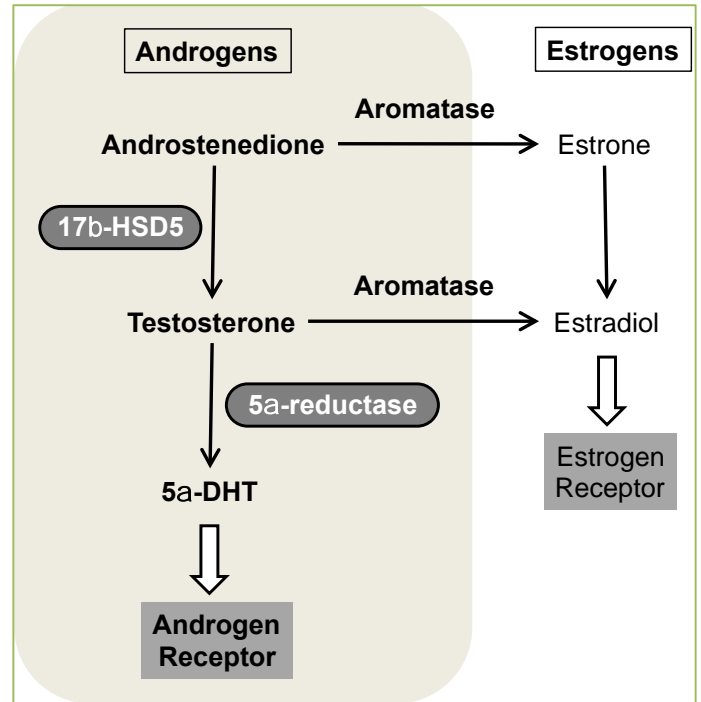 Androgens
Estrogens
Aromatase
Androstenedione
Estrone
17b-HSD5
Aromatase
Testosterone
Estradiol
5a-reductase
Estrogen
Receptor
5a-DHT
Androgen
Receptor